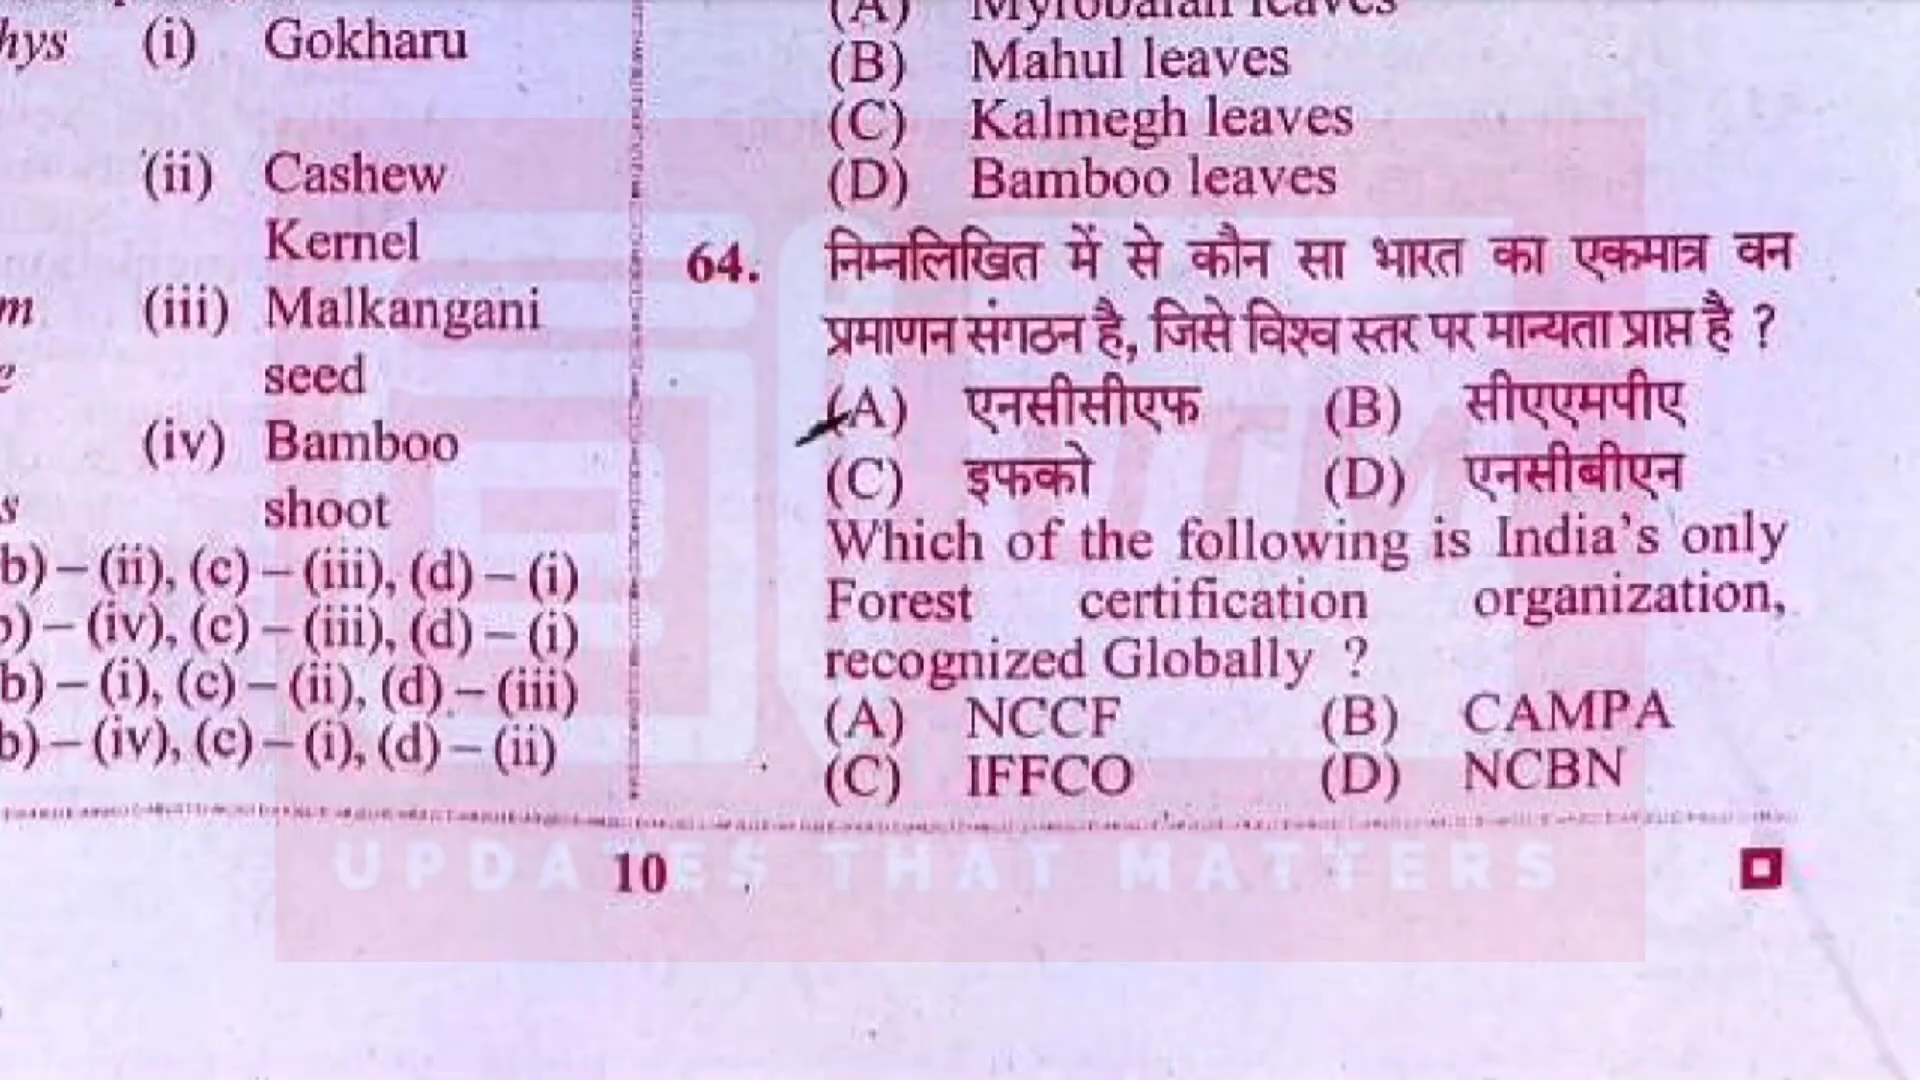 hys (i) Gokharu
(ii) Cashew
Kernel
m (iii) Malkangani
seed
(iv) Bamboo
s shoot
b) – (ii), (c) – (iii), (d) – (i)
) – (iv), (c) – (iii), (d) – (i)
b) – (i), (c) – (ii), (d) – (iii)
b) – (iv), (c) – (i), (d) – (ii)
(A) Myrobalan leaves
(B) Mahul leaves
(C) Kalmegh leaves
(D) Bamboo leaves
64. निम्नलिखित में से कौन सा भारत का एकमात्र वन
प्रमाणन संगठन है, जिसे विश्व स्तर पर मान्यता प्राप्त है ?
(A) एनसीसीएफ (B) सीएएमपीए
(C) इफको (D) एनसीबीएन
Which of the following is India's only
Forest certification organization,
recognized Globally ?
(A) NCCF (B) CAMPA
(C) IFFCO (D) NCBN
10
UPDATES THAT MATTERS